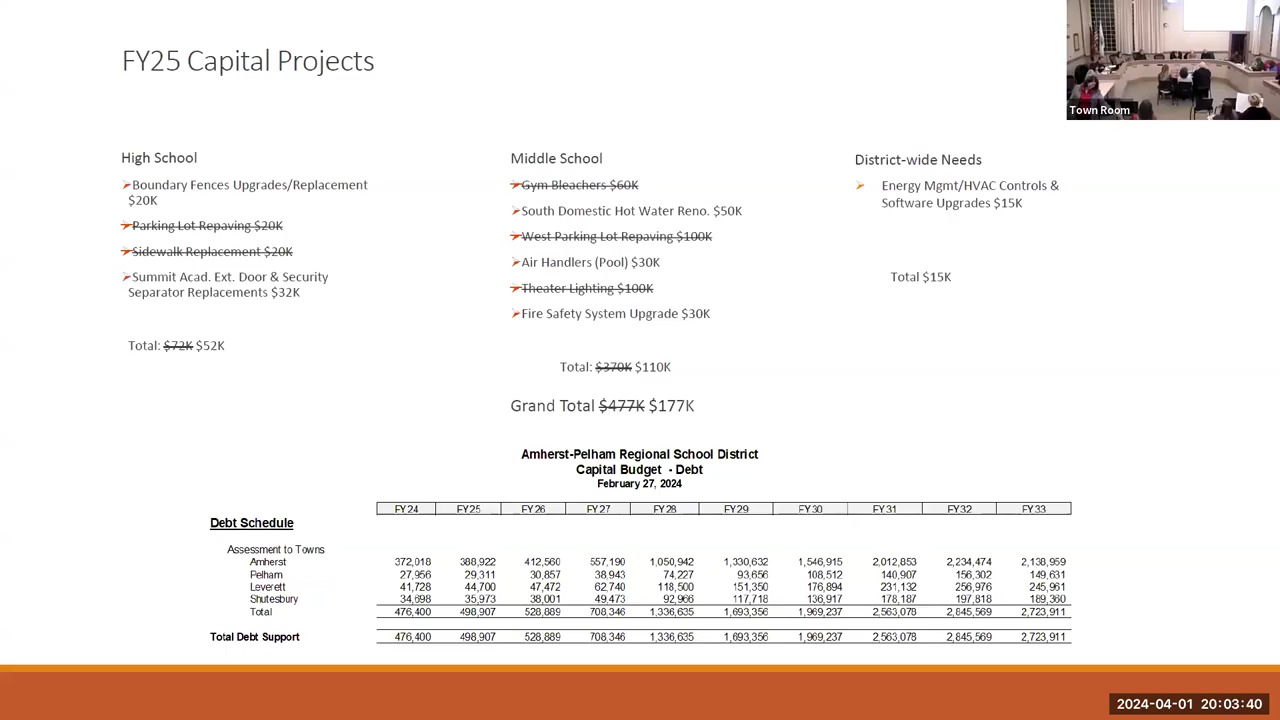 FY25 Capital Projects
Town Room
High School
➢Boundary Fences Upgrades/Replacement
$20K
➢Parking Lot Repaving $20K
➢Sidewalk Replacement $20K
➢Summit Acad. Ext. Door & Security
Separator Replacements $32K
Total: $72K $52K
Middle School
➢Gym Bleachers $60K
➢South Domestic Hot Water Reno. $50K
➢West Parking Lot Repaving $100K
➢Air Handlers (Pool) $30K
➢Theater Lighting $100K
➢Fire Safety System Upgrade $30K
Total: $370K $110K
Grand Total $477K $177K
District-wide Needs
➢ Energy Mgmt/HVAC Controls &
Software Upgrades $15K
Total $15K
Amherst-Pelham Regional School District
Capital Budget - Debt
February 27, 2024
FY24 FY25 FY26 FY27 FY28 FY29 FY30 FY31 FY32 FY33
Debt Schedule
Assessment to Towns
Amherst 372,018 388,922 412,560 557,190 1,050,942 1,330,632 1,546,915 2,012,853 2,234,474 2,138,959
Pelham 27,956 29,311 30,857 38,943 74,227 93,656 108,512 140,907 156,302 149,631
Leverett 41,728 44,700 47,472 62,740 118,500 151,350 176,894 231,132 256,976 245,961
Shutesbury 34,698 35,973 38,001 49,473 92,966 117,718 136,917 178,187 197,818 189,360
Total 476,400 498,907 528,889 708,346 1,336,635 1,693,356 1,969,237 2,563,078 2,845,569 2,723,911
Total Debt Support 476,400 498,907 528,889 708,346 1,336,635 1,693,356 1,969,237 2,563,078 2,845,569 2,723,911
2024-04-01 20:03:40